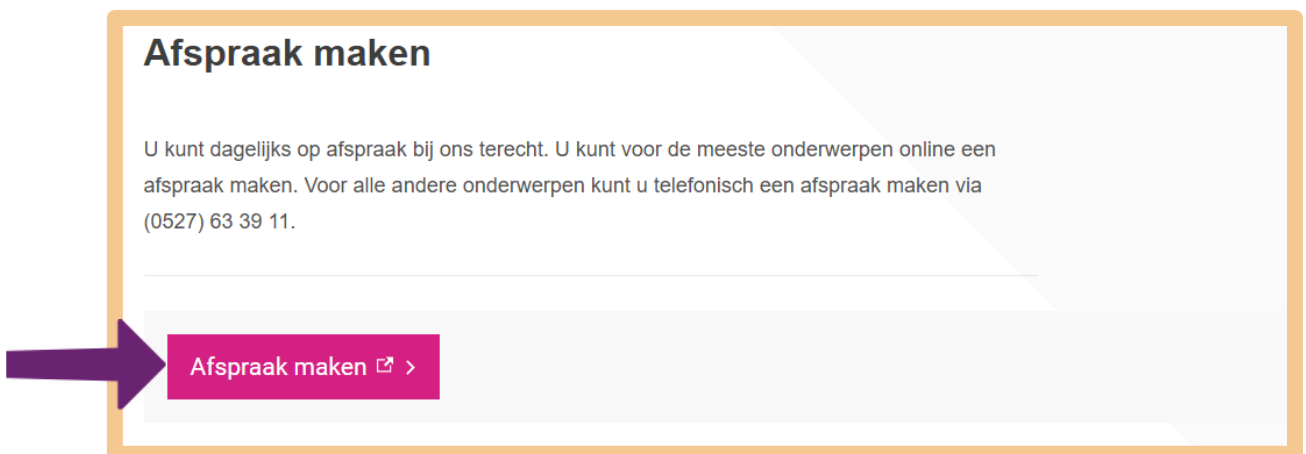 Afspraak maken
U kunt dagelijks op afspraak bij ons terecht. U kunt voor de meeste onderwerpen online een
afspraak maken. Voor alle andere onderwerpen kunt u telefonisch een afspraak maken via
(0527) 63 39 11.
Afspraak maken